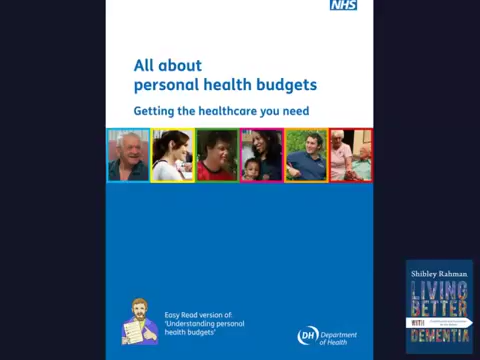 NHS
All about
personal health budgets
Getting the healthcare you need
Easy Read version of:
'Understanding personal
health budgets'
DH Department
of Health
Shibley Rahman
LIVING
BETTER
WITH
DEMENTIA